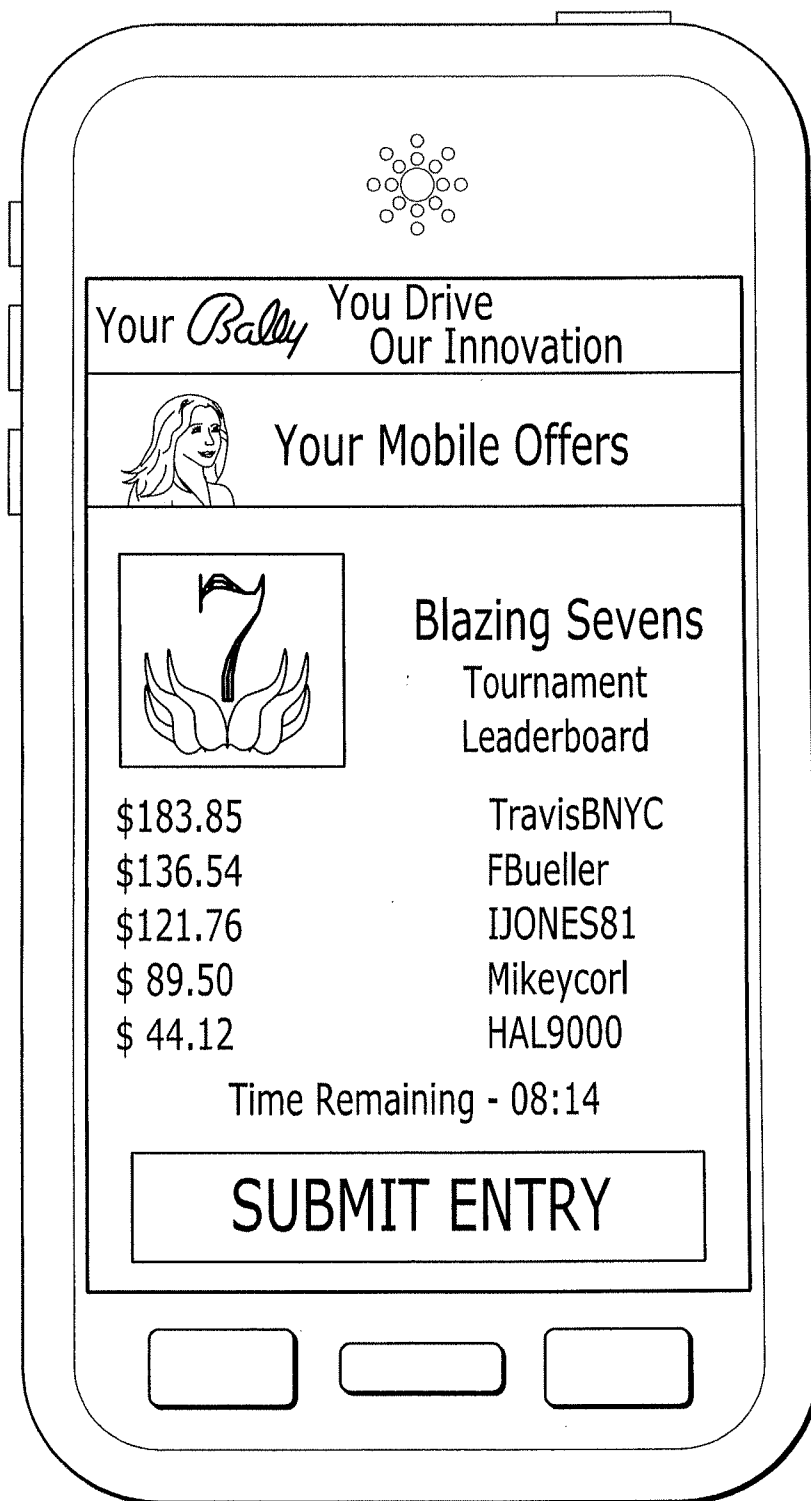 Your Bally You Drive
Our Innovation
Your Mobile Offers
7
Blazing Sevens
Tournament
Leaderboard
$183.85 TravisBNYC
$136.54 FBueller
$121.76 IJONES81
$ 89.50 Mikeycorl
$ 44.12 HAL9000
Time Remaining - 08:14
SUBMIT ENTRY